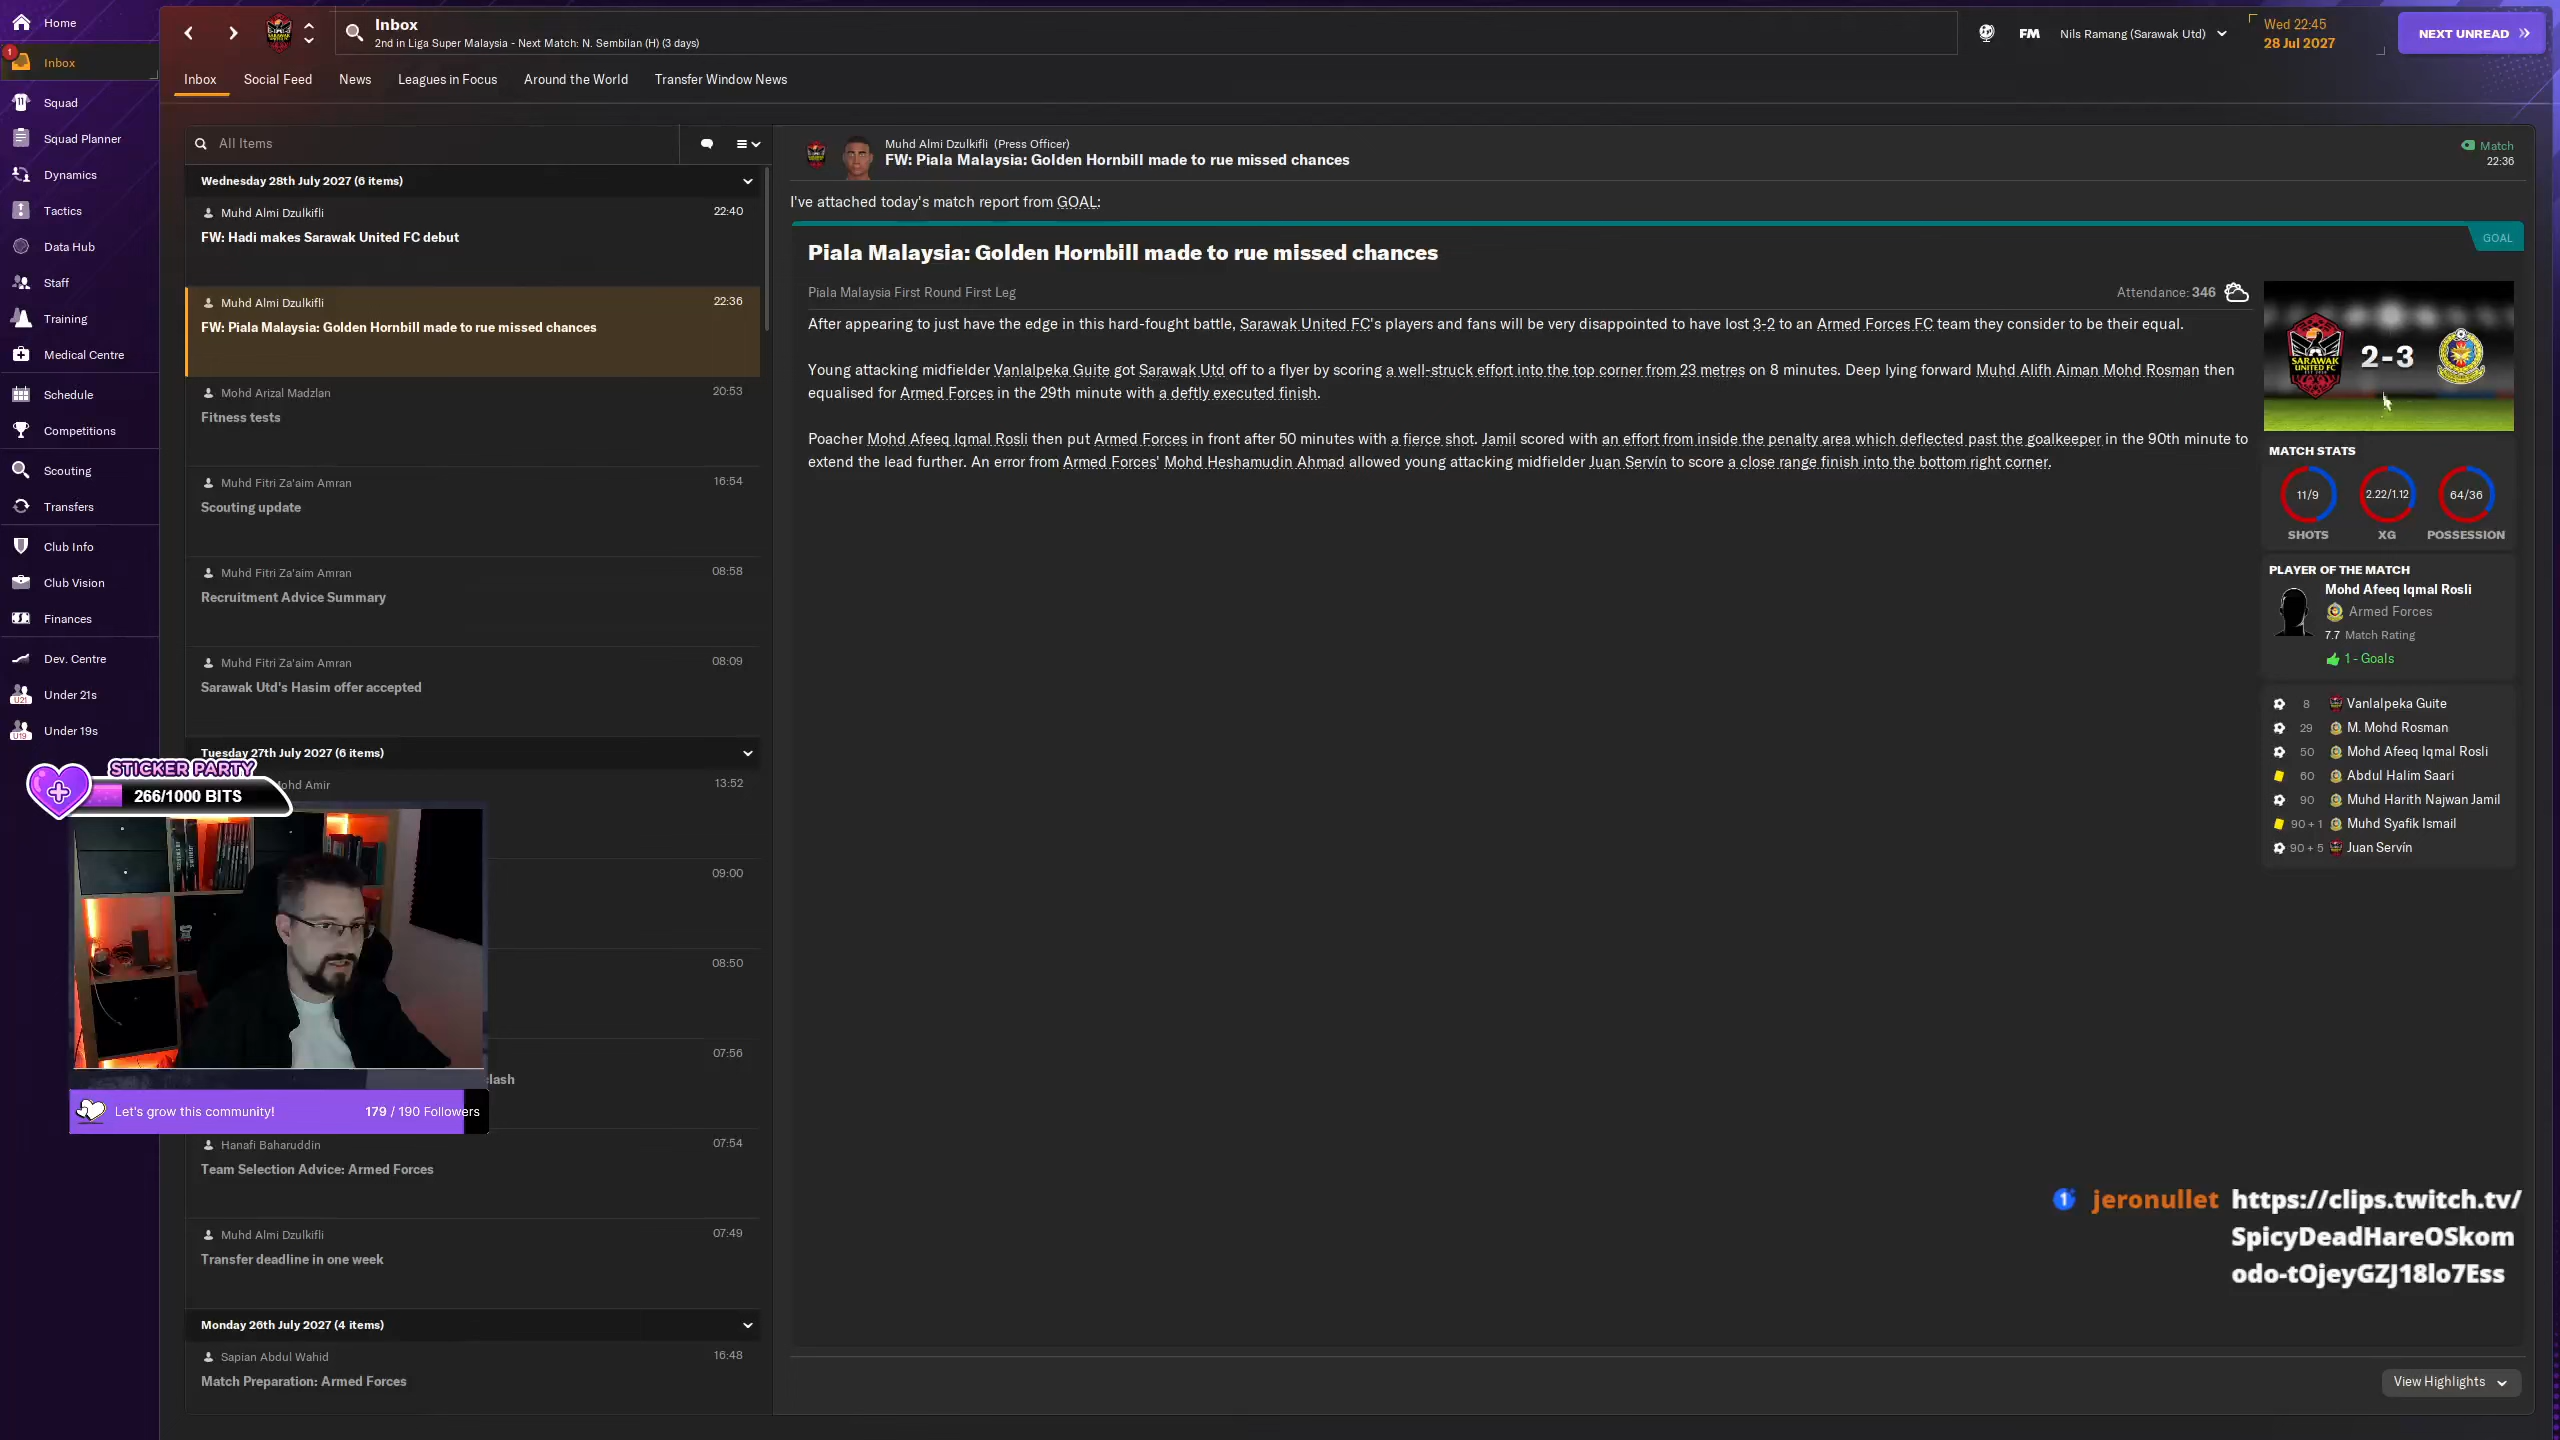 Home
Inbox
1
Squad
Squad Planner
Dynamics
Tactics
Data Hub
Staff
Training
Medical Centre
Schedule
Competitions
Scouting
Transfers
Club Info
Club Vision
Finances
Dev. Centre
Under 21s
Under 19s
Inbox
2nd in Liga Super Malaysia - Next Match: N. Sembilan (H) (3 days)
FM
Nils Ramang (Sarawak Utd)
Wed 22:45
28 Jul 2027
NEXT UNREAD
Inbox
Social Feed
News
Leagues in Focus
Around the World
Transfer Window News
All Items
Wednesday 28th July 2027 (6 items)
Muhd Almi Dzulkifli 22:40
FW: Hadi makes Sarawak United FC debut
Muhd Almi Dzulkifli 22:36
FW: Piala Malaysia: Golden Hornbill made to rue missed chances
Mohd Arizal Madzlan 20:53
Fitness tests
Muhd Fitri Za'aim Amran 16:54
Scouting update
Muhd Fitri Za'aim Amran 08:58
Recruitment Advice Summary
Muhd Fitri Za'aim Amran 08:09
Sarawak Utd's Hasim offer accepted
Tuesday 27th July 2027 (6 items)
Amir 13:52
09:00
08:50
07:56
Hanafi Baharuddin 07:54
Team Selection Advice: Armed Forces
Muhd Almi Dzulkifli 07:49
Transfer deadline in one week
Monday 26th July 2027 (4 items)
Sapian Abdul Wahid 16:48
Match Preparation: Armed Forces
STICKER PARTY
266/1000 BITS
Let's grow this community! 179 / 190 Followers
Muhd Almi Dzulkifli (Press Officer)
FW: Piala Malaysia: Golden Hornbill made to rue missed chances
Match
22:36
I've attached today's match report from GOAL:
GOAL
Piala Malaysia: Golden Hornbill made to rue missed chances
Piala Malaysia First Round First Leg
Attendance: 346
After appearing to just have the edge in this hard-fought battle, Sarawak United FC's players and fans will be very disappointed to have lost 3-2 to an Armed Forces FC team they consider to be their equal.
Young attacking midfielder Vanlalpeka Guite got Sarawak Utd off to a flyer by scoring a well-struck effort into the top corner from 23 metres on 8 minutes. Deep lying forward Muhd Alifh Aiman Mohd Rosman then
equalised for Armed Forces in the 29th minute with a deftly executed finish.
Poacher Mohd Afeeq Iqmal Rosli then put Armed Forces in front after 50 minutes with a fierce shot. Jamil scored with an effort from inside the penalty area which deflected past the goalkeeper in the 90th minute to
extend the lead further. An error from Armed Forces' Mohd Heshamudin Ahmad allowed young attacking midfielder Juan Servín to score a close range finish into the bottom right corner.
SARAWAK
UNITED FC
2-3
MATCH STATS
11/9
2.22/1.12
64/36
SHOTS
XG
POSSESSION
PLAYER OF THE MATCH
Mohd Afeeq Iqmal Rosli
Armed Forces
7.7 Match Rating
1 - Goals
8 Vanlalpeka Guite
29 M. Mohd Rosman
50 Mohd Afeeq Iqmal Rosli
60 Abdul Halim Saari
90 Muhd Harith Najwan Jamil
90 + 1 Muhd Syafik Ismail
90 + 5 Juan Servín
1 jeronullet https://clips.twitch.tv/
SpicyDeadHareOSkom
odo-tOjeyGZJ18lo7Ess
View Highlights